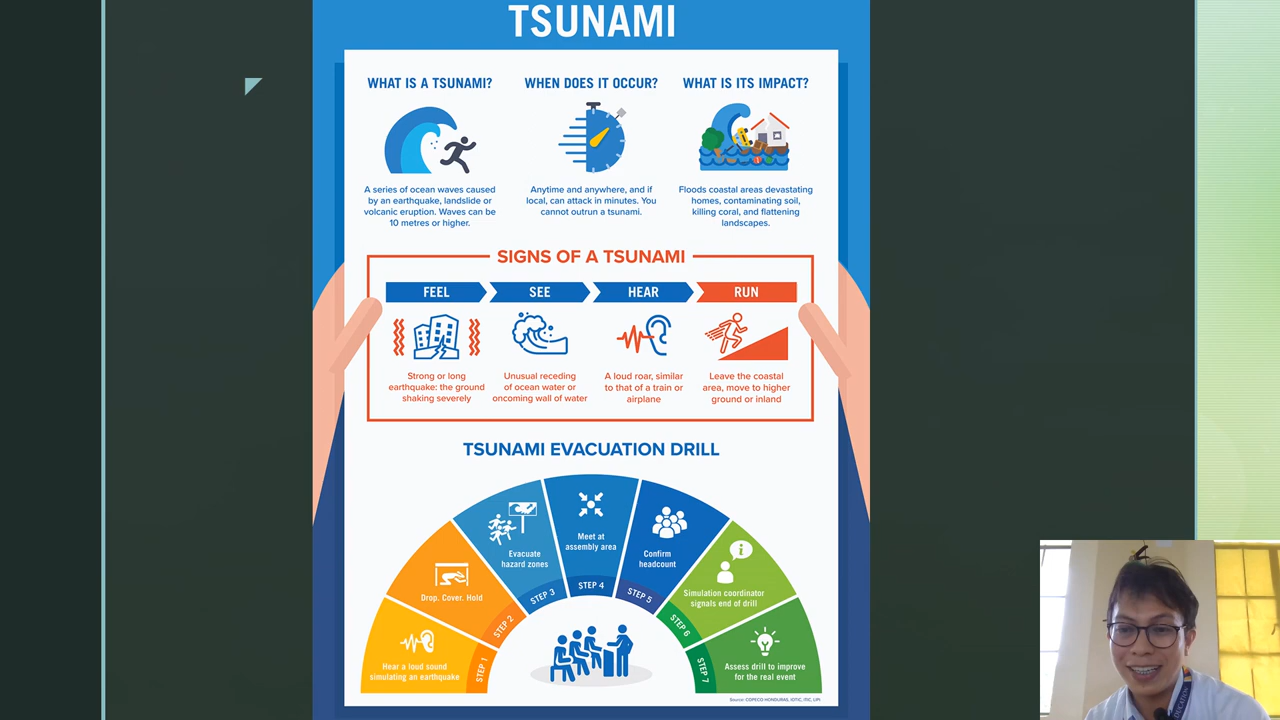 TSUNAMI
WHAT IS A TSUNAMI?
A series of ocean waves caused
by an earthquake, landslide or
volcanic eruption. Waves can be
10 metres or higher.
WHEN DOES IT OCCUR?
Anytime and anywhere, and if
local, can attack in minutes. You
cannot outrun a tsunami.
WHAT IS ITS IMPACT?
Floods coastal areas devastating
homes, contaminating soil,
killing coral, and flattening
landscapes.
SIGNS OF A TSUNAMI
FEEL
Strong or long
earthquake: the ground
shaking severely
SEE
Unusual receding
of ocean water or
oncoming wall of water
HEAR
A loud roar, similar
to that of a train or
airplane
RUN
Leave the coastal
area, move to higher
ground or inland
TSUNAMI EVACUATION DRILL
Hear a loud sound
simulating an earthquake
STEP 1
Drop. Cover. Hold
STEP 2
Evacuate
hazard zones
STEP 3
Meet at
assembly area
STEP 4
Confirm
headcount
STEP 5
Simulation coordinator
signals end of drill
STEP 6
Assess drill to improve
for the real event
STEP 7
Source: COPECO HONDURAS, IOTIC, ITIC, LIPI